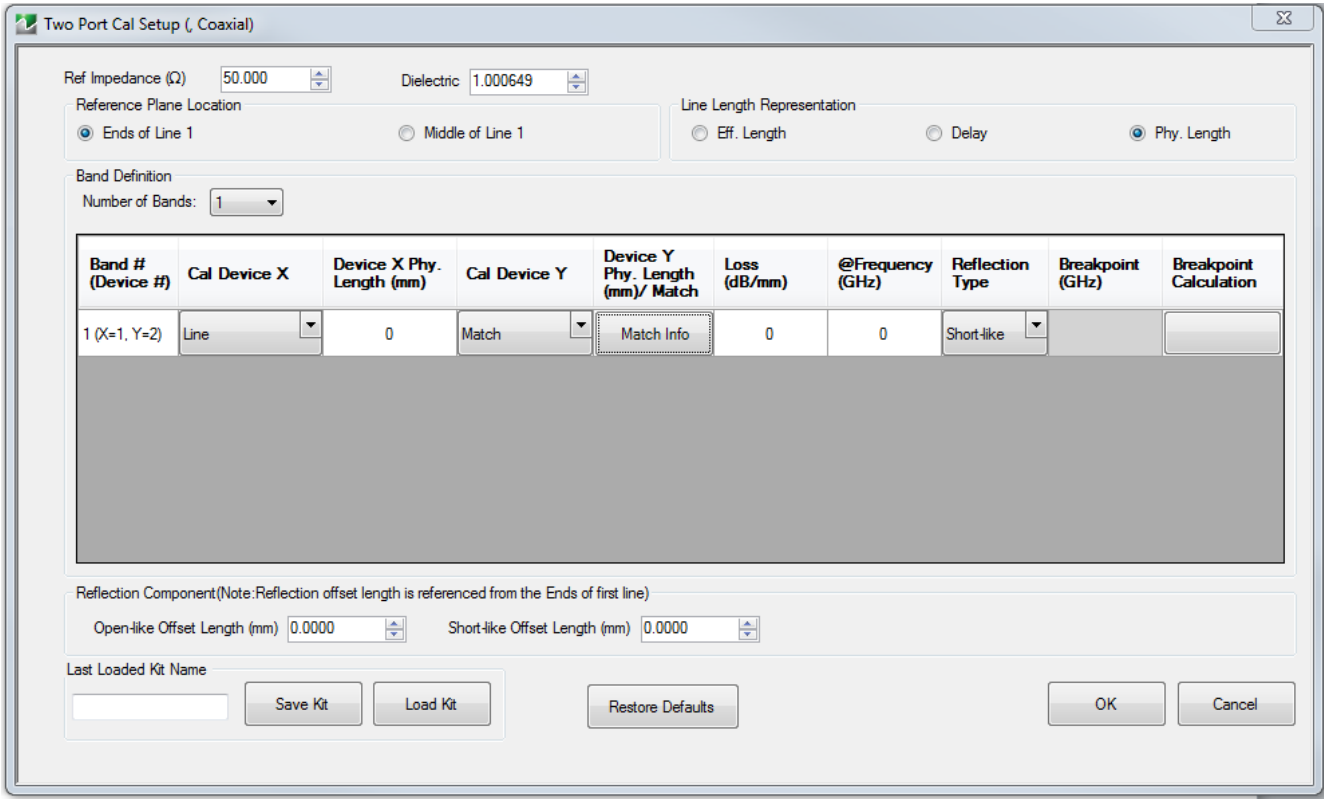 Two Port Cal Setup (, Coaxial)
Ref Impedance (Ω) 50.000 Dielectric 1.000649
Reference Plane Location Line Length Representation
Ends of Line 1 Middle of Line 1 Eff. Length Delay Phy. Length
Band Definition
Number of Bands: 1
Band # (Device #) Cal Device X Device X Phy. Length (mm) Cal Device Y Device Y Phy. Length (mm)/ Match Loss (dB/mm) @Frequency (GHz) Reflection Type Breakpoint (GHz) Breakpoint Calculation
1 (X=1, Y=2) Line 0 Match Match Info 0 0 Short-like
Reflection Component(Note:Reflection offset length is referenced from the Ends of first line)
Open-like Offset Length (mm) 0.0000 Short-like Offset Length (mm) 0.0000
Last Loaded Kit Name
Save Kit Load Kit Restore Defaults OK Cancel